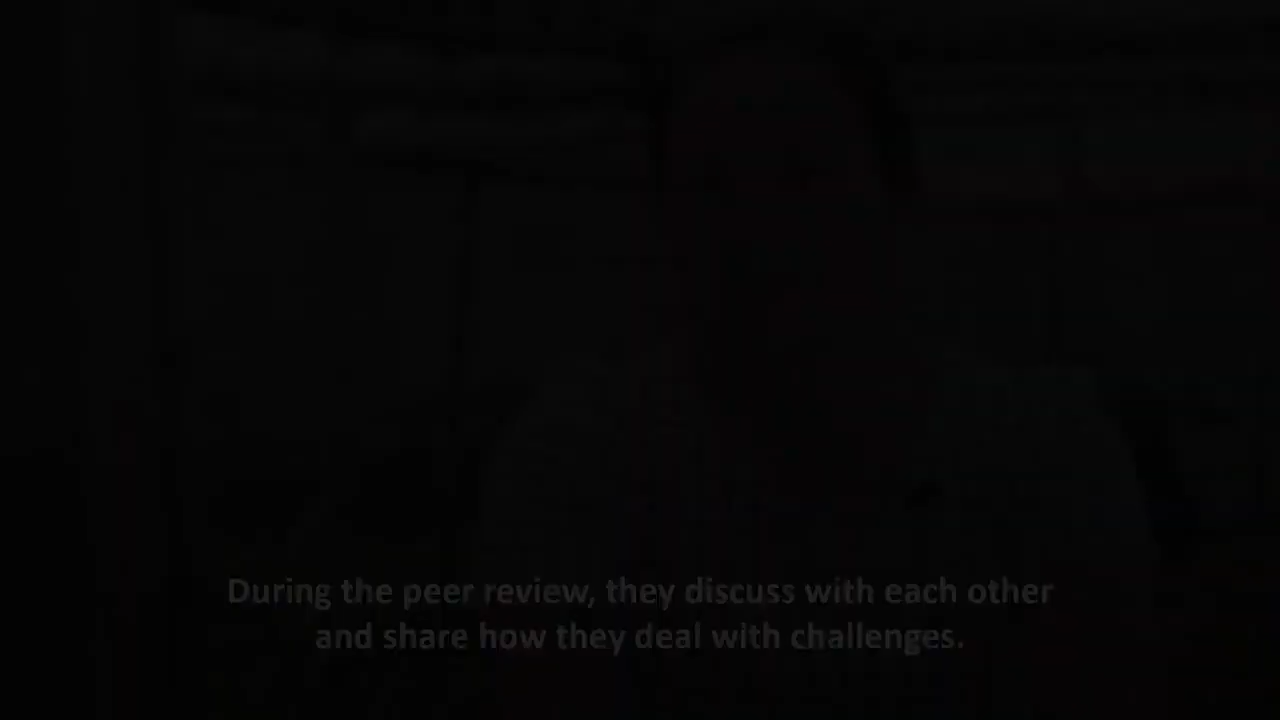 During the peer review, they discuss with each other
and share how they deal with challenges.